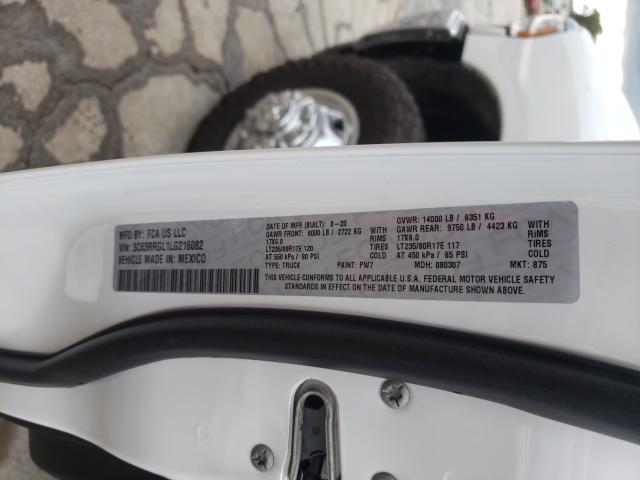 MFD BY: FCA US LLC
VIN: 3C63RRGL1LG216082
VEHICLE MADE IN: MEXICO
DATE OF MFR (BUILT): 8-20 GVWR: 14000 LB / 6351 KG
GAWR FRONT: 6000 LB / 2722 KG WITH GAWR REAR: 9750 LB / 4423 KG WITH
17X6.0 RIMS 17X6.0 RIMS
LT235/80R17E 120 TIRES LT235/80R17E 117 TIRES
AT 550 kPa / 80 PSI COLD AT 450 kPa / 65 PSI COLD
TYPE: TRUCK PAINT: PW7 MDH: 080307 MKT: 875
THIS VEHICLE CONFORMS TO ALL APPLICABLE U.S.A. FEDERAL MOTOR VEHICLE SAFETY
STANDARDS IN EFFECT ON THE DATE OF MANUFACTURE SHOWN ABOVE.